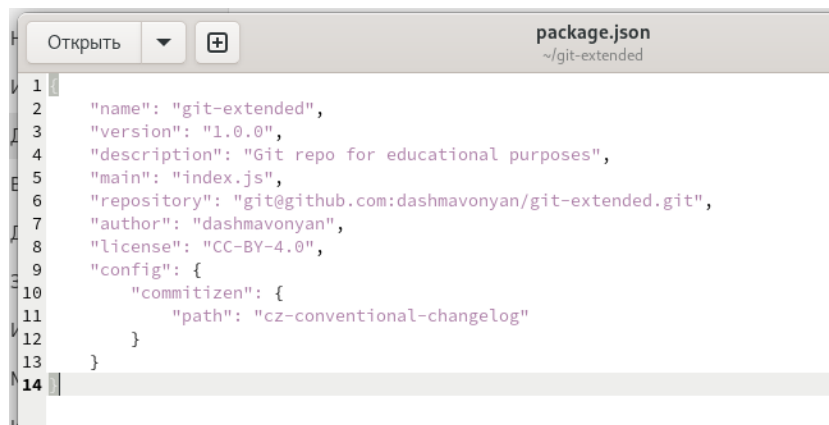 Открыть
package.json
~/git-extended
1 {
2     "name": "git-extended",
3     "version": "1.0.0",
4     "description": "Git repo for educational purposes",
5     "main": "index.js",
6     "repository": "git@github.com:dashmavonyan/git-extended.git",
7     "author": "dashmavonyan",
8     "license": "CC-BY-4.0",
9     "config": {
10         "commitizen": {
11             "path": "cz-conventional-changelog"
12         }
13     }
14 }